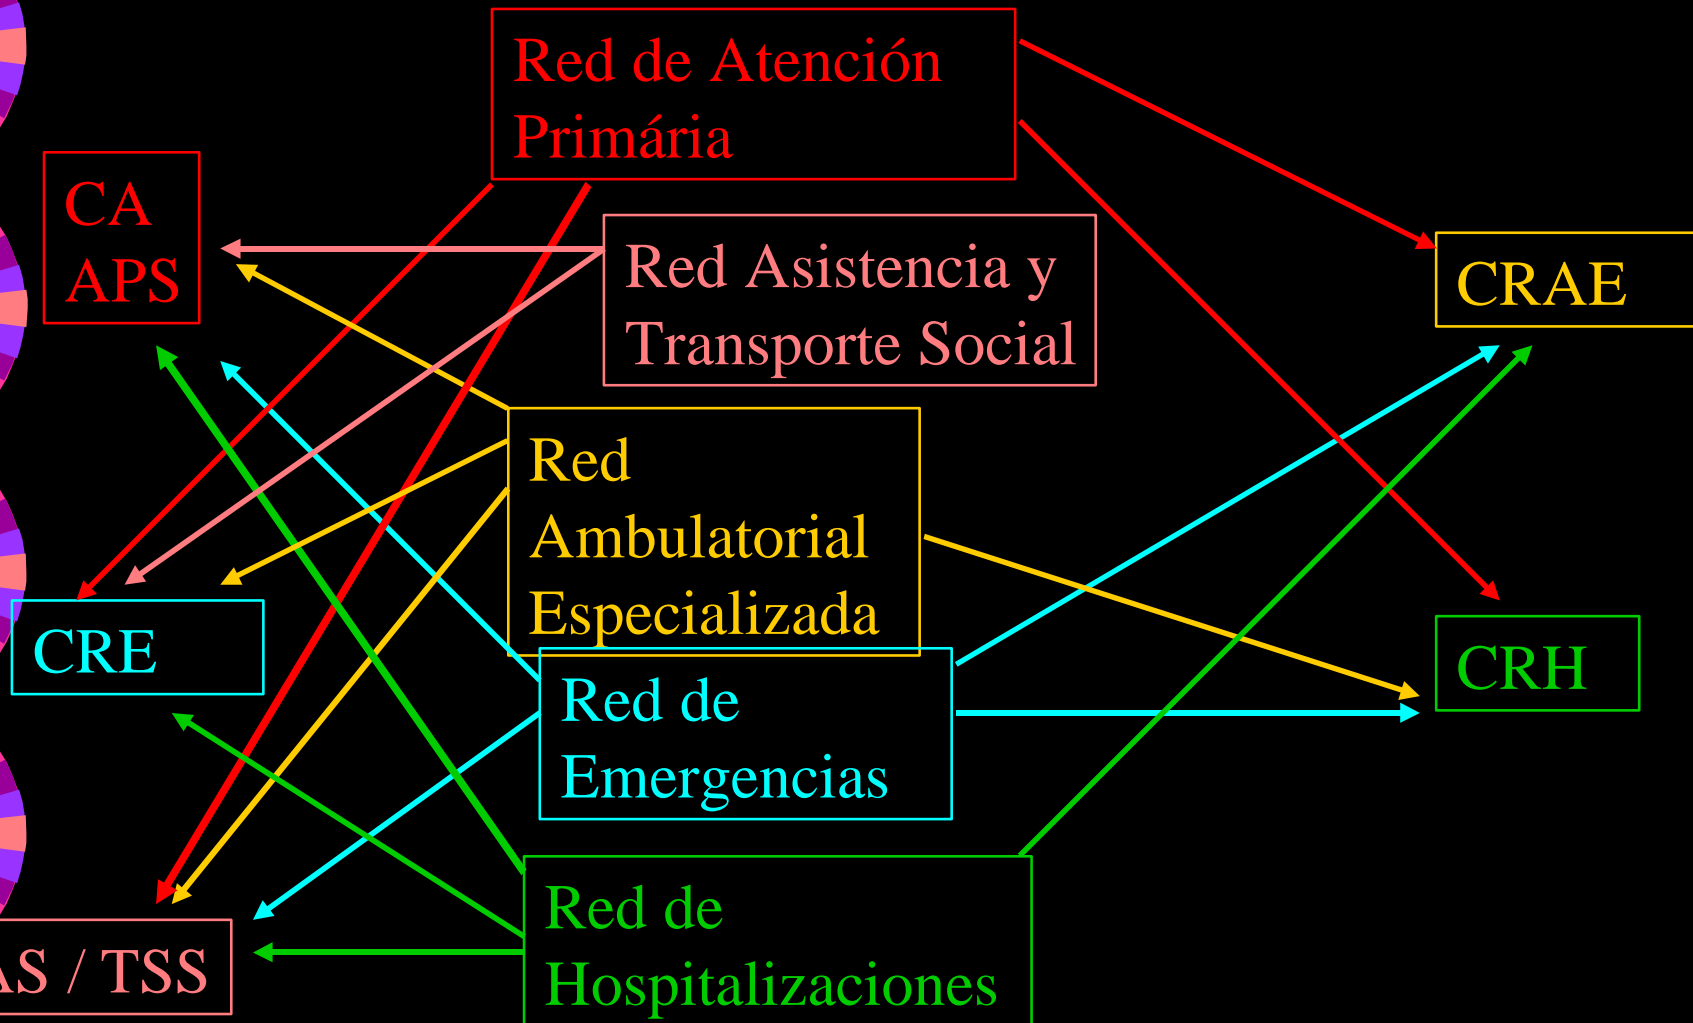 Red de Atención
Primária
CA
APS
Red Asistencia y
Transporte Social
CRAE
Red
Ambulatorial
Especializada
CRE
Red de
Emergencias
CRH
Red de
Hospitalizaciones
/ TSS